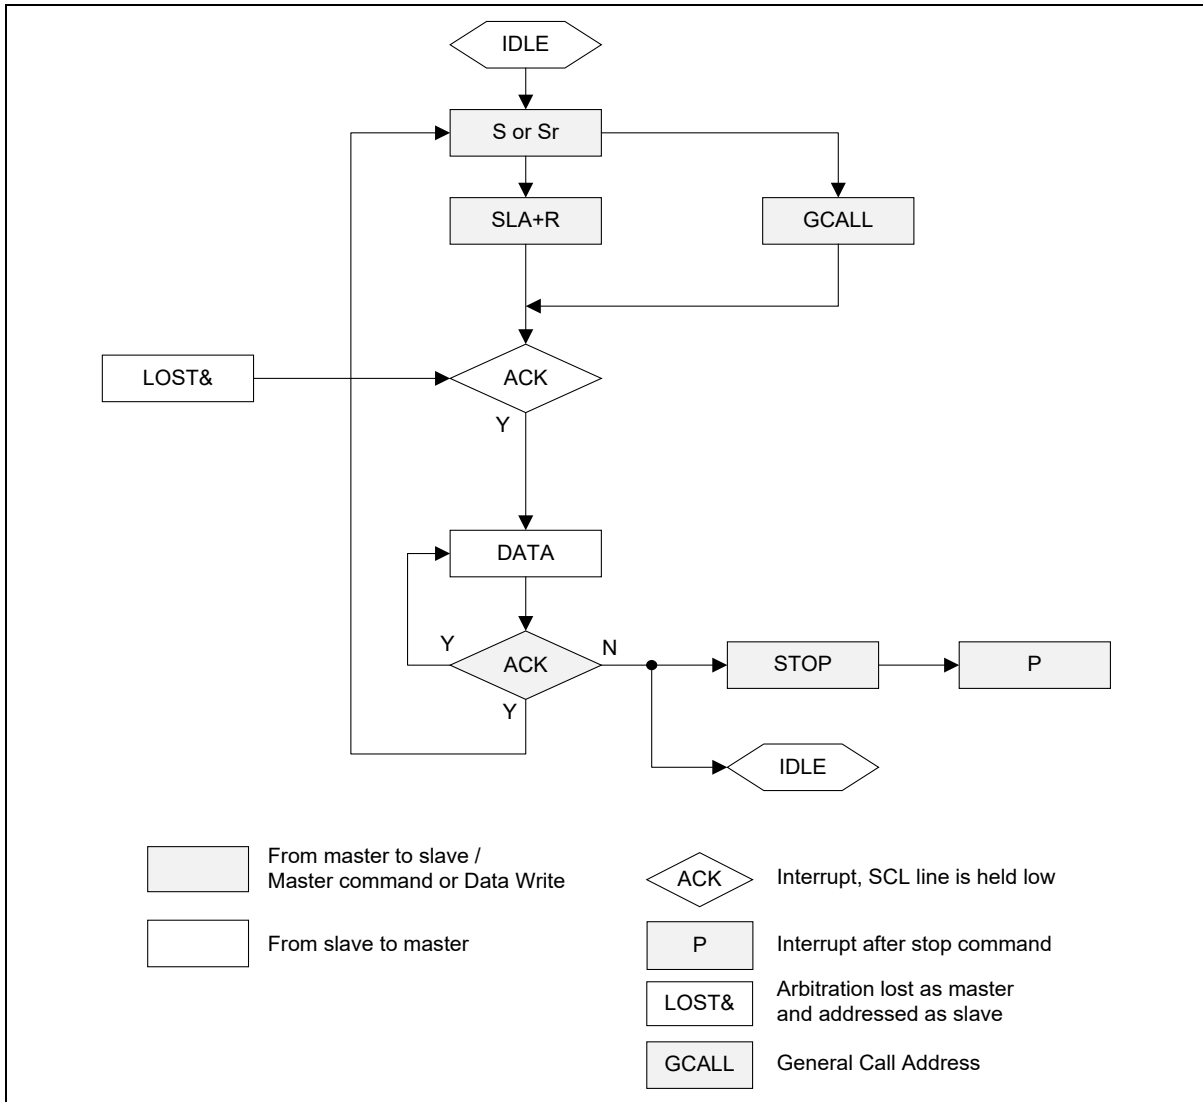 IDLE
S or Sr
SLA+R
GCALL
LOST&
ACK
Y
DATA
Y
ACK
N
STOP
P
Y
IDLE
From master to slave /
Master command or Data Write
From slave to master
ACK
Interrupt, SCL line is held low
P
Interrupt after stop command
LOST&
Arbitration lost as master
and addressed as slave
GCALL
General Call Address